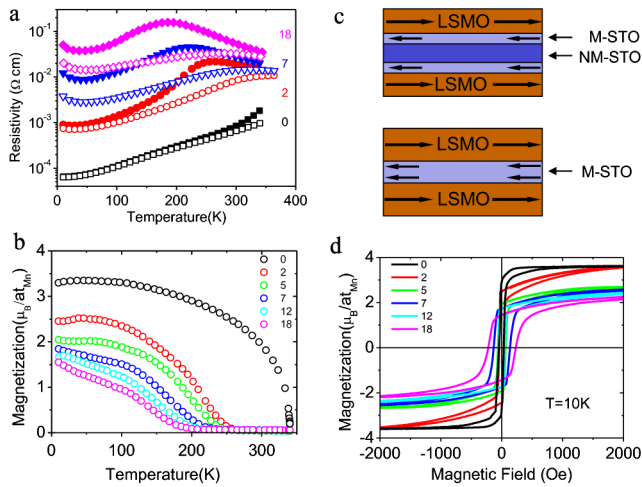 a
Resistivity (Ω cm)
10⁻¹
10⁻²
10⁻³
10⁻⁴
18
7
2
0
0 100 200 300 400
Temperature(K)
c
LSMO
M-STO
NM-STO
LSMO
LSMO
M-STO
LSMO
b
Magnetization(μB/atMn)
4
3
2
1
0
0
2
5
7
12
18
0 100 200 300
Temperature(K)
d
Magnetization (μB/atMn)
4
2
0
-2
-4
0
2
5
7
12
18
T=10K
-2000 -1000 0 1000 2000
Magnetic Field (Oe)